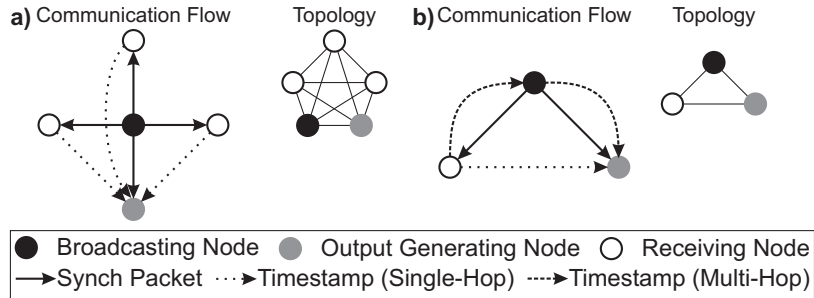 a) Communication Flow Topology b) Communication Flow Topology
Broadcasting Node Output Generating Node Receiving Node
Synch Packet Timestamp (Single-Hop) Timestamp (Multi-Hop)